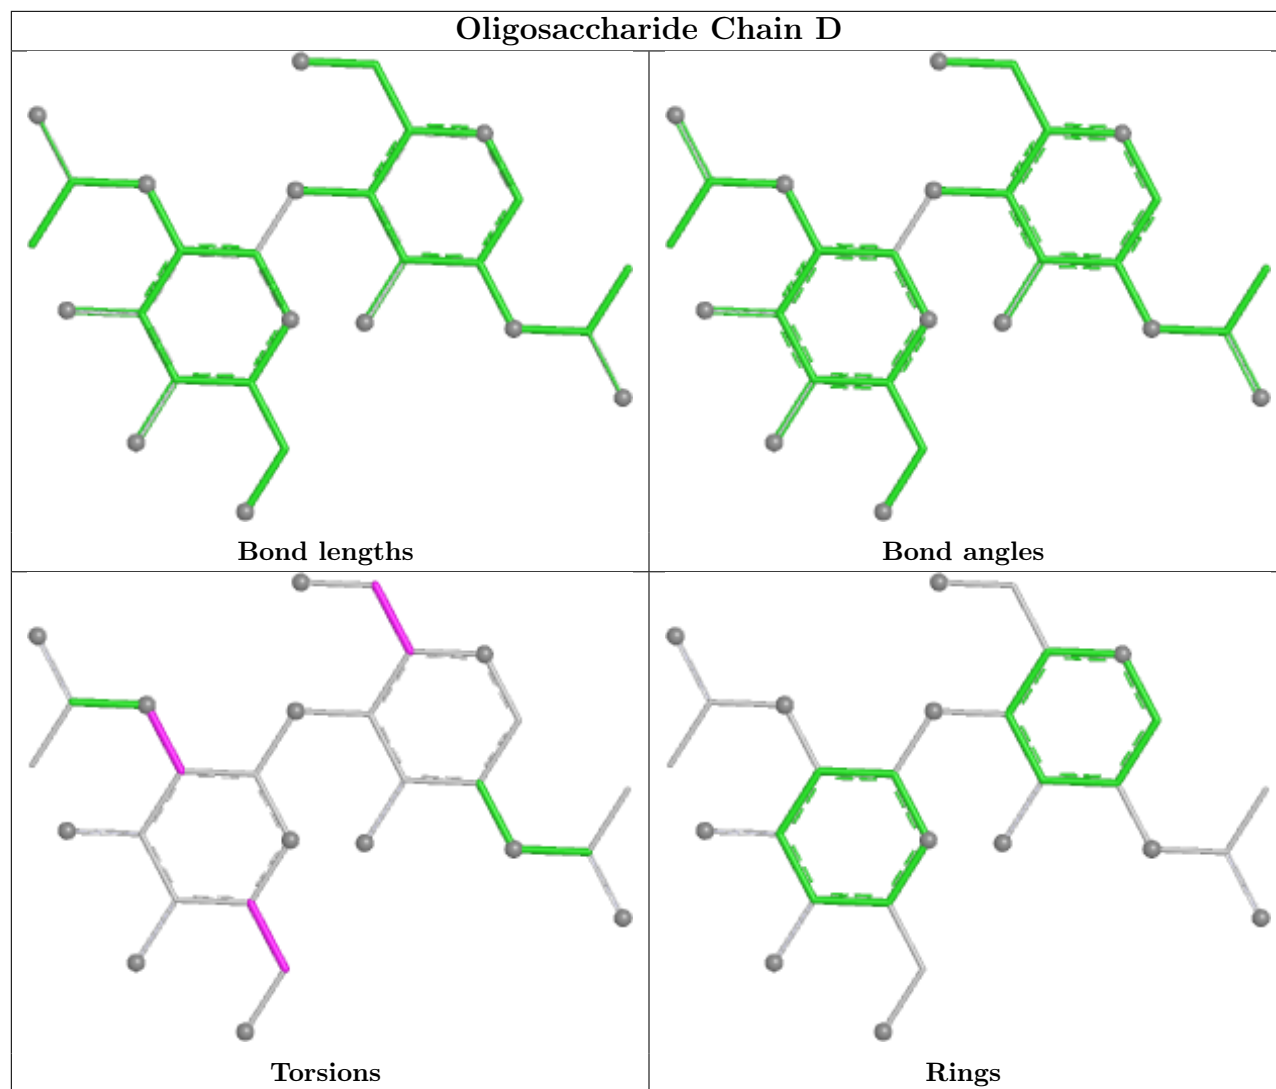 Oligosaccharide Chain D
Bond lengths
Bond angles
Torsions
Rings